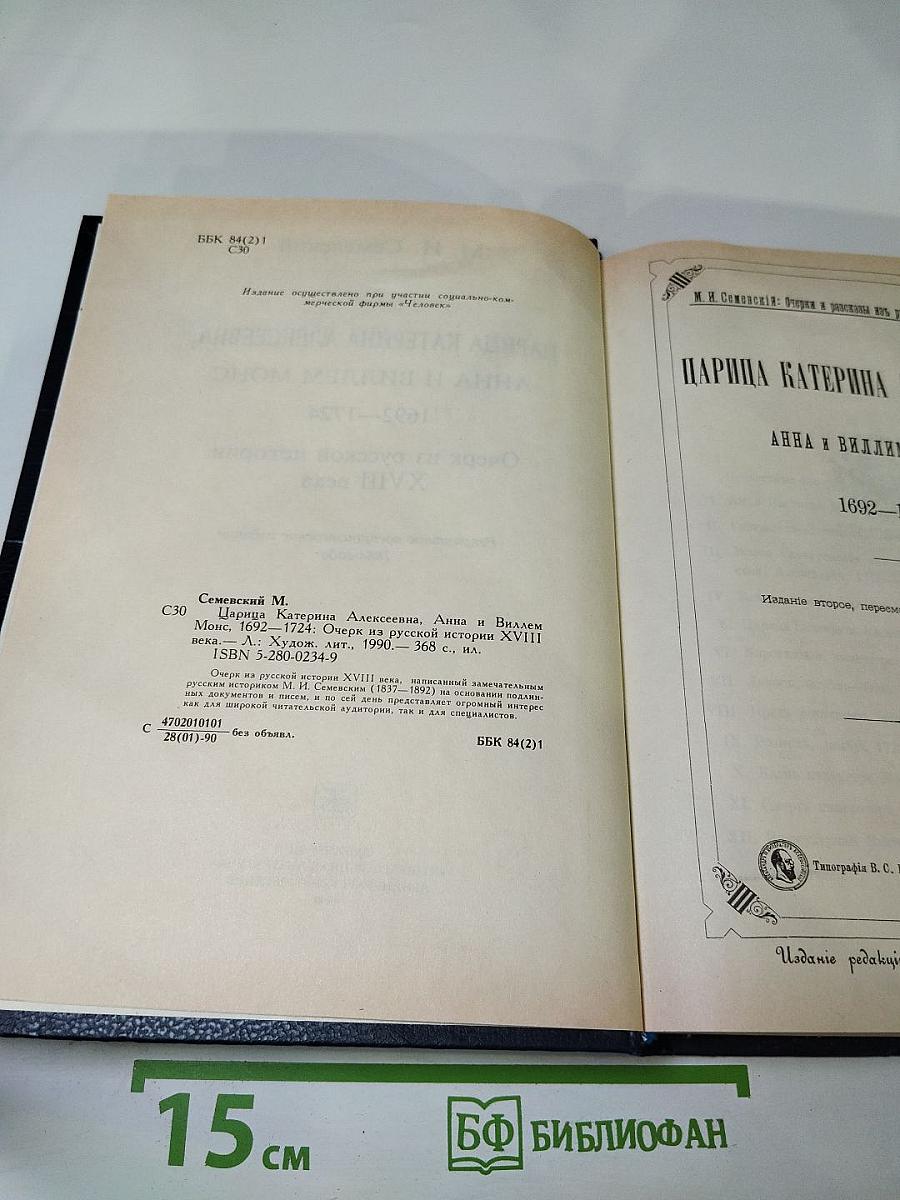 ББК 84(2)1
С30
Издание осуществлено при участии социально-ком-
мерческой фирмы «Человек»
Семевский М.
С30 Царица Катерина Алексеевна, Анна и Виллем
Монс, 1692—1724: Очерк из русской истории XVIII
века.— Л.: Худож. лит., 1990.— 368 с., ил.
ISBN 5-280-0234-9
Очерк из русской истории XVIII века, написанный замечательным
русским историком М. И. Семевским (1837—1892) на основании подлин-
ных документов и писем, и по сей день представляет огромный интерес
как для широкой читательской аудитории, так и для специалистов.
С 4702010101
28(01)-90 без объявл.
ББК 84(2)1
М. И. Семевскій: Очерки и разсказы изъ
ЦАРИЦА КАТЕРИНА
АННА и ВИЛЛИМ
1692—1
Изданіе второе, пересм
Типографія В. С.
Изданіе редакці
15 см
БФ БИБЛИОФАН